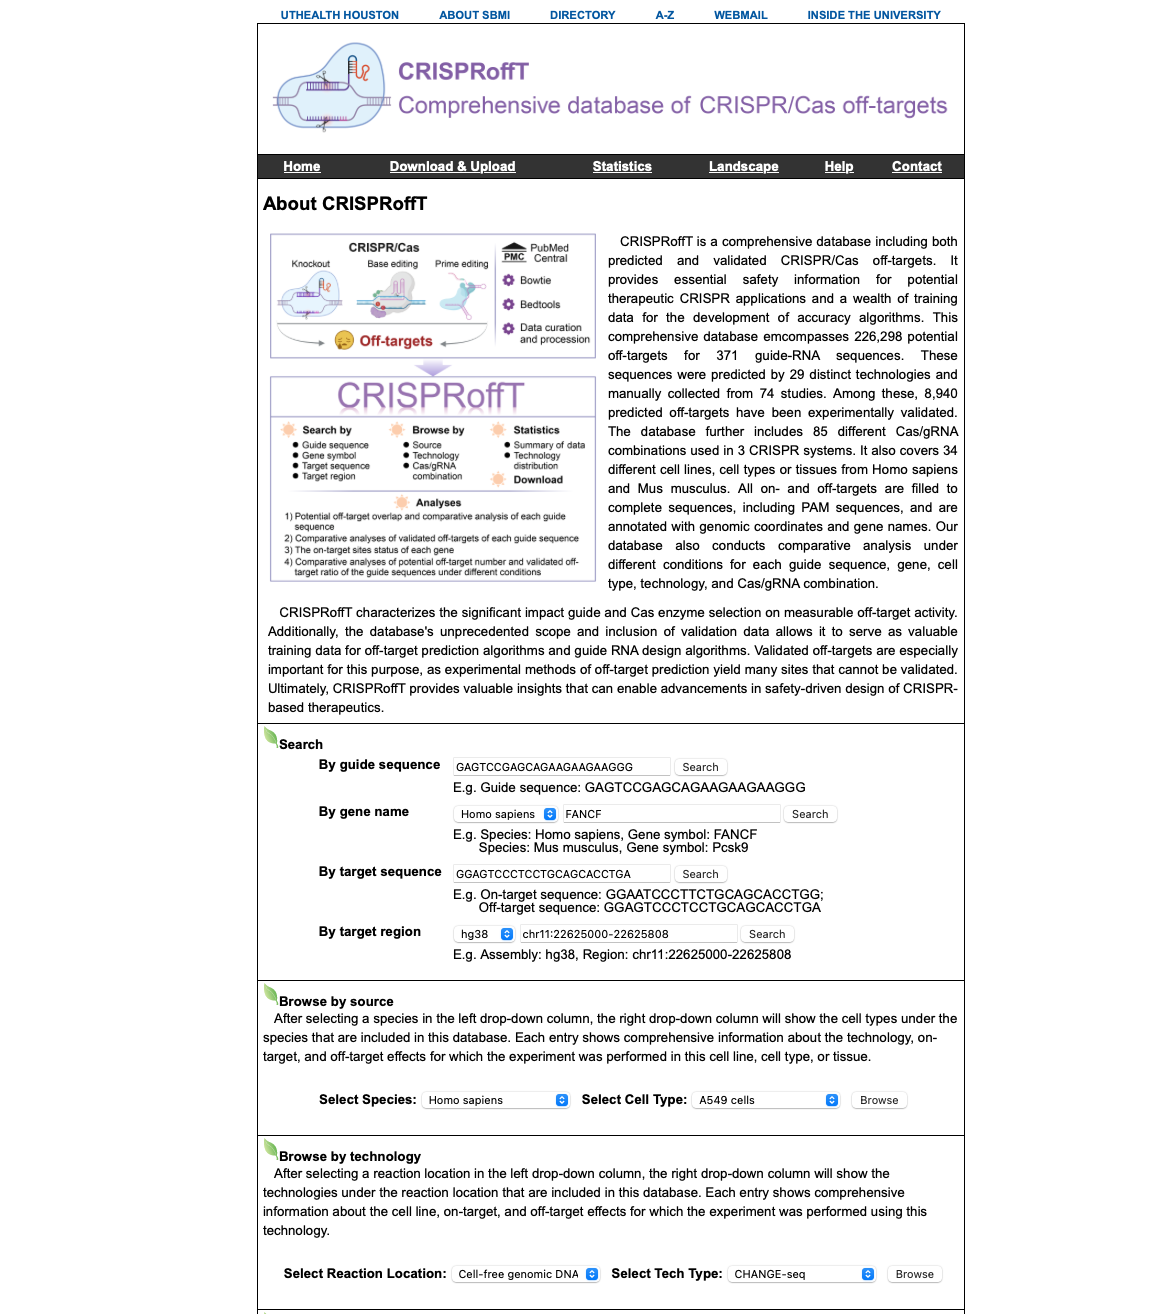 UTHEALTH HOUSTON ABOUT SBMI DIRECTORY A-Z WEBMAIL INSIDE THE UNIVERSITY
CRISPRoffT
Comprehensive database of CRISPR/Cas off-targets
Home Download & Upload Statistics Landscape Help Contact
About CRISPRoffT
CRISPR/Cas
Knockout Base editing Prime editing
Off-targets
PMC PubMed
Central
Bowtie
Bedtools
Data curation
and procession
CRISPRoffT
Search by
Guide sequence
Gene symbol
Target sequence
Target region
Browse by
Source
Technology
Cas/gRNA
combination
Statistics
Summary of data
Technology
distribution
Download
Analyses
1) Potential off-target overlap and comparative analysis of each guide
sequence
2) Comparative analyses of validated off-targets of each guide sequence
3) The on-target sites status of each gene
4) Comparative analyses of potential off-target number and validated off-
target ratio of the guide sequences under different conditions
CRISPRoffT is a comprehensive database including both
predicted and validated CRISPR/Cas off-targets. It
provides essential safety information for potential
therapeutic CRISPR applications and a wealth of training
data for the development of accuracy algorithms. This
comprehensive database emcompasses 226,298 potential
off-targets for 371 guide-RNA sequences. These
sequences were predicted by 29 distinct technologies and
manually collected from 74 studies. Among these, 8,940
predicted off-targets have been experimentally validated.
The database further includes 85 different Cas/gRNA
combinations used in 3 CRISPR systems. It also covers 34
different cell lines, cell types or tissues from Homo sapiens
and Mus musculus. All on- and off-targets are filled to
complete sequences, including PAM sequences, and are
annotated with genomic coordinates and gene names. Our
database also conducts comparative analysis under
different conditions for each guide sequence, gene, cell
type, technology, and Cas/gRNA combination.
CRISPRoffT characterizes the significant impact guide and Cas enzyme selection on measurable off-target activity.
Additionally, the database's unprecedented scope and inclusion of validation data allows it to serve as valuable
training data for off-target prediction algorithms and guide RNA design algorithms. Validated off-targets are especially
important for this purpose, as experimental methods of off-target prediction yield many sites that cannot be validated.
Ultimately, CRISPRoffT provides valuable insights that can enable advancements in safety-driven design of CRISPR-
based therapeutics.
Search
By guide sequence GAGTCCGAGCAGAAGAAGAAGGG Search
E.g. Guide sequence: GAGTCCGAGCAGAAGAAGAAGGG
By gene name Homo sapiens FANCF Search
E.g. Species: Homo sapiens, Gene symbol: FANCF
Species: Mus musculus, Gene symbol: Pcsk9
By target sequence GGAGTCCCTCCTGCAGCACCTGA Search
E.g. On-target sequence: GGAATCCCTTCTGCAGCACCTGG;
Off-target sequence: GGAGTCCCTCCTGCAGCACCTGA
By target region hg38 chr11:22625000-22625808 Search
E.g. Assembly: hg38, Region: chr11:22625000-22625808
Browse by source
After selecting a species in the left drop-down column, the right drop-down column will show the cell types under the
species that are included in this database. Each entry shows comprehensive information about the technology, on-
target, and off-target effects for which the experiment was performed in this cell line, cell type, or tissue.
Select Species: Homo sapiens Select Cell Type: A549 cells Browse
Browse by technology
After selecting a reaction location in the left drop-down column, the right drop-down column will show the
technologies under the reaction location that are included in this database. Each entry shows comprehensive
information about the cell line, on-target, and off-target effects for which the experiment was performed using this
technology.
Select Reaction Location: Cell-free genomic DNA Select Tech Type: CHANGE-seq Browse